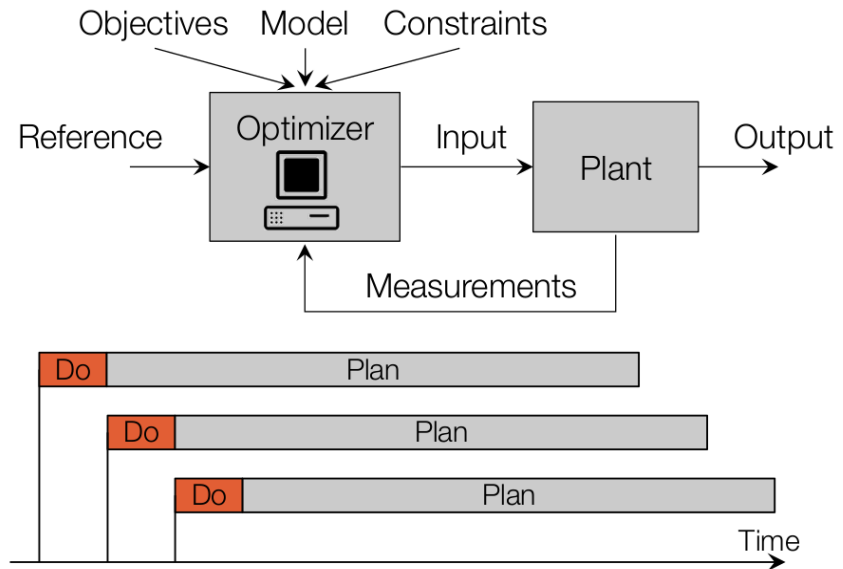 Objectives Model Constraints
Reference Optimizer Input Plant Output
Measurements
Do Plan
Do Plan
Do Plan
Time